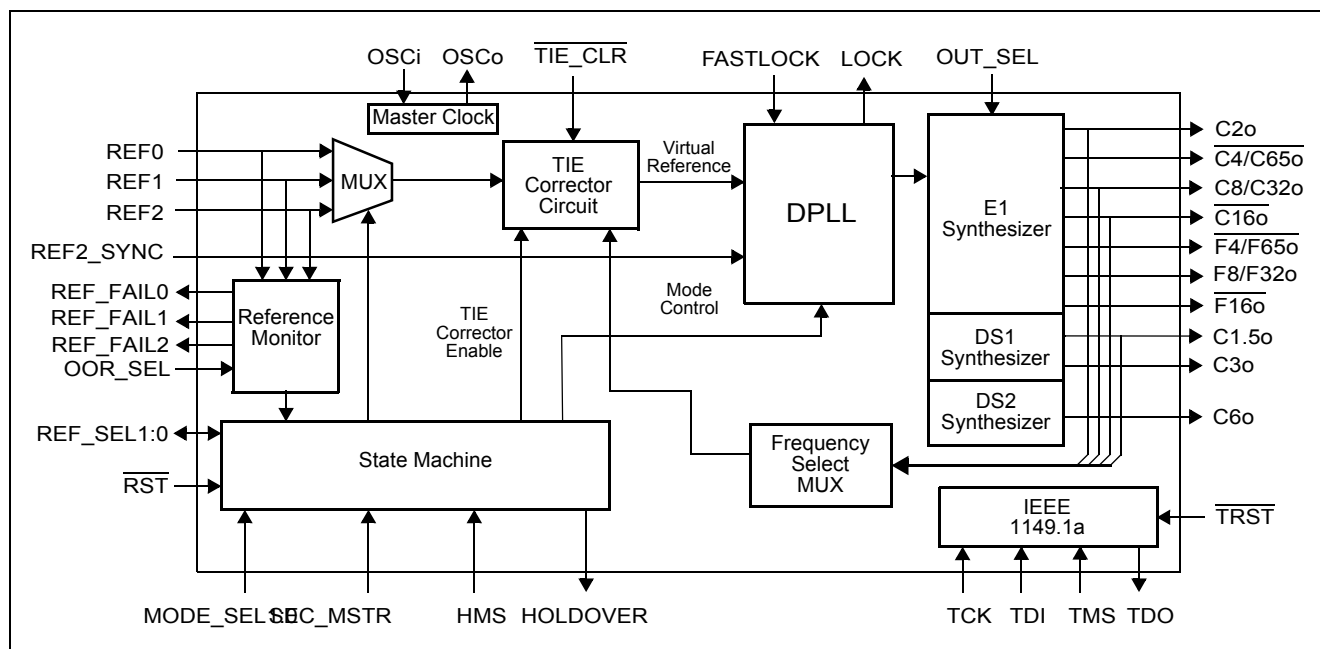 OSCi OSCo TIE_CLR FASTLOCK LOCK OUT_SEL
Master Clock
REF0
REF1
REF2
REF2_SYNC
MUX
TIE
Corrector
Circuit
Virtual
Reference
DPLL
E1
Synthesizer
DS1
Synthesizer
DS2
Synthesizer
C2o
C4/C65o
C8/C32o
C16o
F4/F65o
F8/F32o
F16o
C1.5o
C3o
C6o
REF_FAIL0
REF_FAIL1
REF_FAIL2
OOR_SEL
Reference
Monitor
TIE
Corrector
Enable
Mode
Control
REF_SEL1:0
RST
State Machine
Frequency
Select
MUX
IEEE
1149.1a
TRST
MODE_SEL1:0 SEC_MSTR HMS HOLDOVER TCK TDI TMS TDO